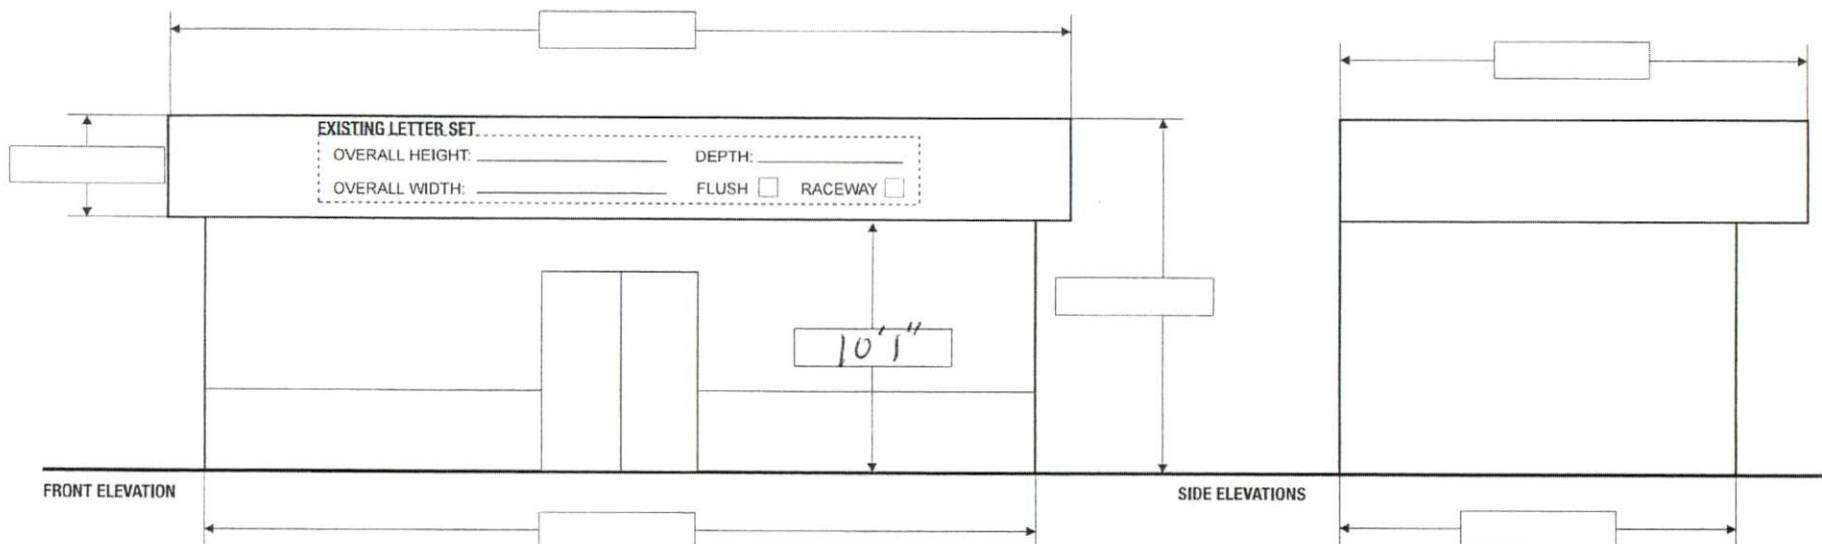 EXISTING LETTER SET
OVERALL HEIGHT: DEPTH:
OVERALL WIDTH: FLUSH RACEWAY
10'1"
FRONT ELEVATION
SIDE ELEVATIONS